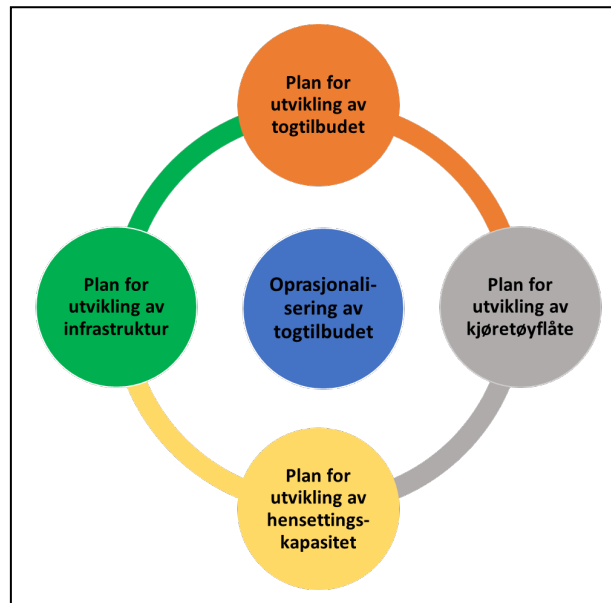 Plan for
utvikling av
togtilbudet
Plan for
utvikling av
infrastruktur
Oprasjonali-
sering av
togtilbudet
Plan for
utvikling av
kjøretøyflåte
Plan for
utvikling av
hensettings-
kapasitet